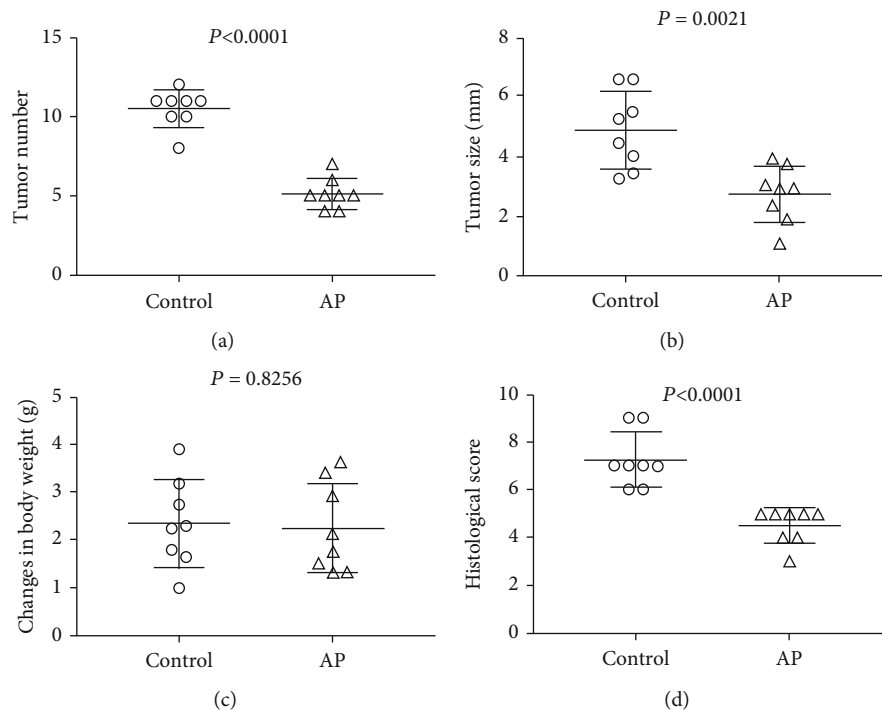 P<0.0001
15
10
5
0
Tumor number
Control
AP
(a)
P = 0.0021
8
6
4
2
0
Tumor size (mm)
Control
AP
(b)
P = 0.8256
5
4
3
2
1
0
Changes in body weight (g)
Control
AP
(c)
P<0.0001
10
8
6
4
2
0
Histological score
Control
AP
(d)